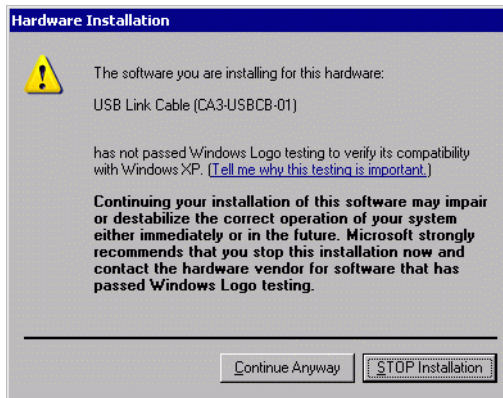 Hardware Installation
The software you are installing for this hardware:
USB Link Cable (CA3-USBCB-01)
has not passed Windows Logo testing to verify its compatibility
with Windows XP. (Tell me why this testing is important.)
Continuing your installation of this software may impair
or destabilize the correct operation of your system
either immediately or in the future. Microsoft strongly
recommends that you stop this installation now and
contact the hardware vendor for software that has
passed Windows Logo testing.
Continue Anyway
STOP Installation